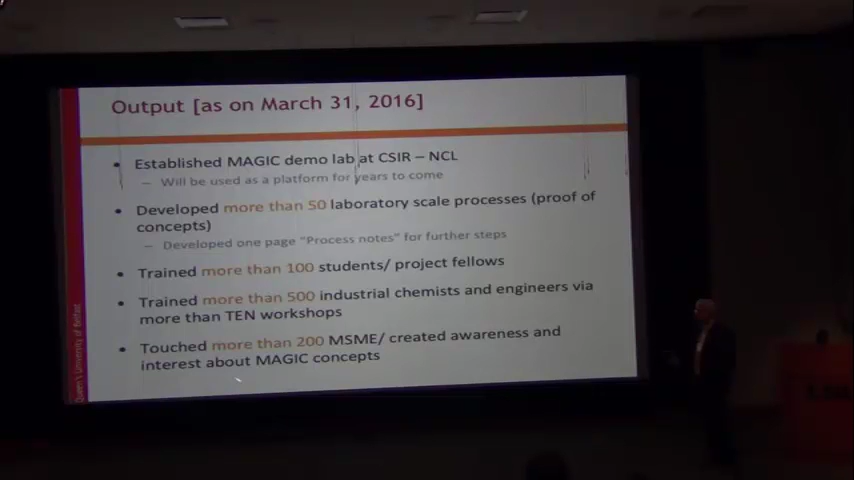 Output [as on March 31, 2016]
• Established MAGIC demo lab at CSIR – NCL
– Will be used as a platform for years to come
• Developed more than 50 laboratory scale processes (proof of
concepts)
– Developed one page "Process notes" for further steps
• Trained more than 100 students/ project fellows
• Trained more than 500 industrial chemists and engineers via
more than TEN workshops
• Touched more than 200 MSME/ created awareness and
interest about MAGIC concepts
Queen's University of Belfast